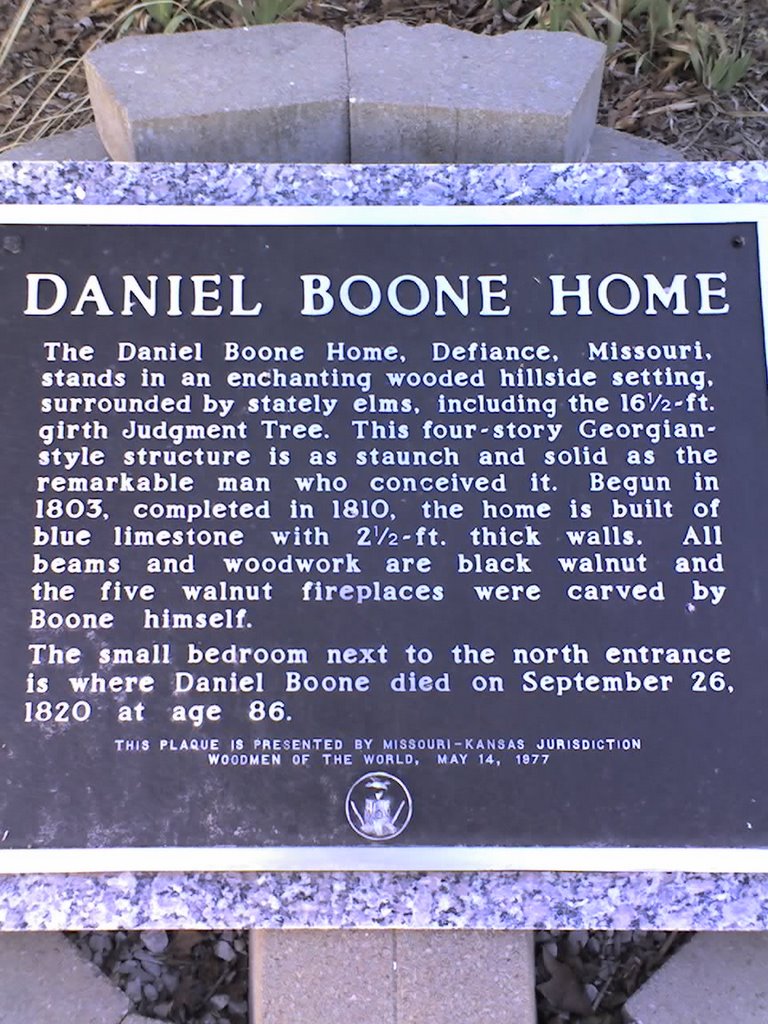 DANIEL BOONE HOME
The Daniel Boone Home, Defiance, Missouri,
stands in an enchanting wooded hillside setting,
surrounded by stately elms, including the 16½-ft.
girth Judgment Tree. This four-story Georgian-
style structure is as staunch and solid as the
remarkable man who conceived it. Begun in
1803, completed in 1810, the home is built of
blue limestone with 2½-ft. thick walls. All
beams and woodwork are black walnut and
the five walnut fireplaces were carved by
Boone himself.
The small bedroom next to the north entrance
is where Daniel Boone died on September 26,
1820 at age 86.
THIS PLAQUE IS PRESENTED BY MISSOURI-KANSAS JURISDICTION
WOODMEN OF THE WORLD, MAY 14, 1977